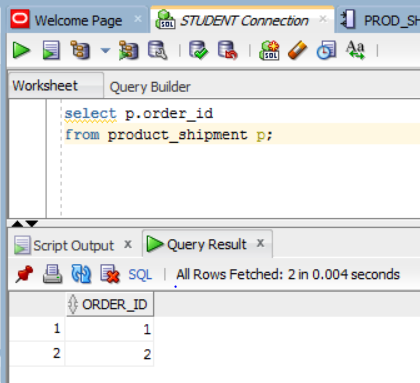 Welcome Page × STUDENT Connection × PROD_SH
Worksheet Query Builder
select p.order_id
from product_shipment p;
Script Output × Query Result ×
SQL | All Rows Fetched: 2 in 0.004 seconds
ORDER_ID
1 1
2 2